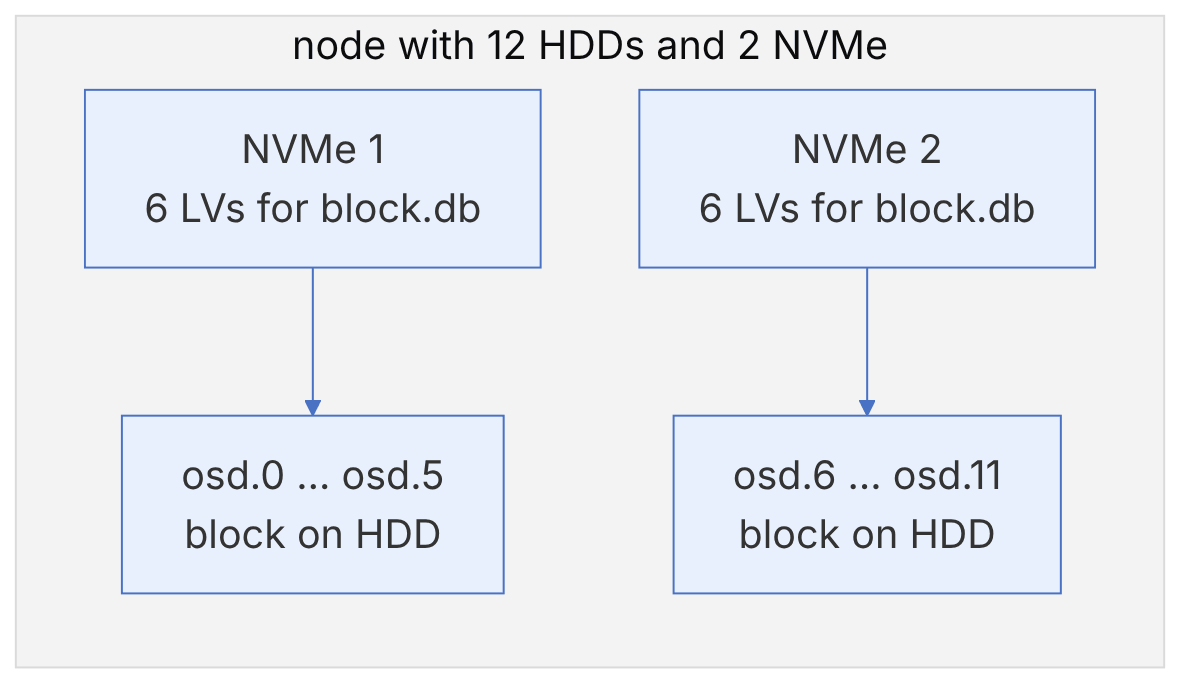 node with 12 HDDs and 2 NVMe
NVMe 1
6 LVs for block.db
NVMe 2
6 LVs for block.db
osd.0 ... osd.5
block on HDD
osd.6 ... osd.11
block on HDD